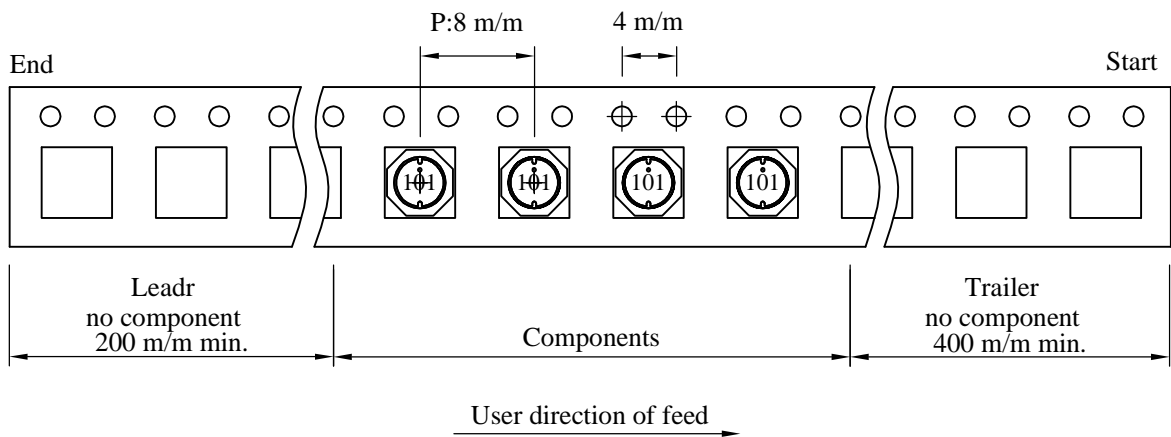 P:8 m/m
4 m/m
End
Start
101
101
101
101
Leadr
no component
200 m/m min.
Components
Trailer
no component
400 m/m min.
User direction of feed